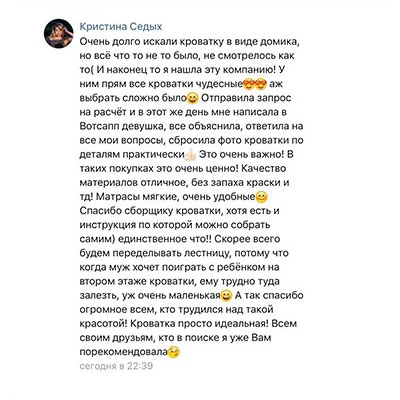 Кристина Седых
Очень долго искали кроватку в виде домика,
но всё что то не то было, не смотрелось как
то( И наконец то я нашла эту компанию! У
ним прям все кроватки чудесные😍😍 аж
выбрать сложно было😄 Отправила запрос
на расчёт и в этот же день мне написала в
Вотсапп девушка, все объяснила, ответила на
все мои вопросы, сбросила фото кроватки по
деталям практически👍🏻 Это очень важно! В
таких покупках это очень ценно! Качество
материалов отличное, без запаха краски и
тд! Матрасы мягкие, очень удобные😊
Спасибо сборщику кроватки, хотя есть и
инструкция по которой можно собрать
самим) единственное что!! Скорее всего
будем переделывать лестницу, потому что
когда муж хочет поиграть с ребёнком на
втором этаже кроватки, ему трудно туда
залезть, уж очень маленькая😄 А так спасибо
огромное всем, кто трудился над такой
красотой! Кроватка просто идеальная! Всем
своим друзьям, кто в поиске я уже Вам
порекомендовала😉
сегодня в 22:39